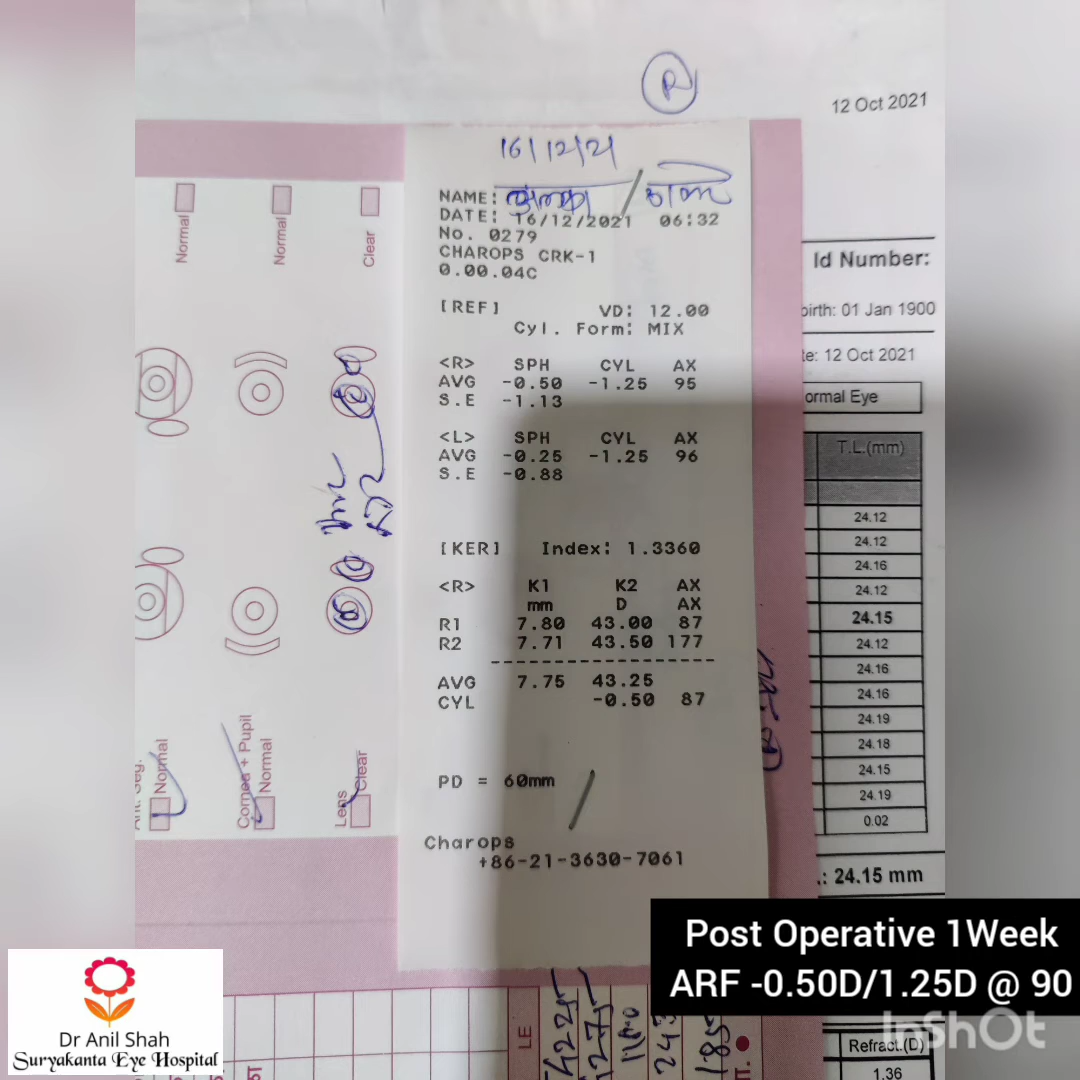 R
12 Oct 2021
16/12/21
NAME:
DATE: 16/12/2021 06:32
No. 0279
CHAROPS CRK-1
0.00.04C
[REF] VD: 12.00
Cyl. Form: MIX
<R> SPH CYL AX
AVG -0.50 -1.25 95
S.E -1.13
<L> SPH CYL AX
AVG -0.25 -1.25 96
S.E -0.88
[KER] Index: 1.3360
<R> K1 K2 AX
mm D AX
R1 7.80 43.00 87
R2 7.71 43.50 177
AVG 7.75 43.25
CYL -0.50 87
PD = 60mm
Charops
+86-21-3630-7061
Normal
Normal
Clear
Normal
Cornea + Pupil
Normal
Lens
Clear
Id Number:
birth: 01 Jan 1900
12 Oct 2021
Eye
T.L.(mm)
24.12
24.12
24.16
24.12
24.15
24.12
24.16
24.16
24.19
24.18
24.15
24.19
0.02
24.15 mm
LE
Refract.(D)
1.36
Post Operative 1Week
ARF -0.50D/1.25D @ 90
InShOt
Dr Anil Shah
Suryakanta Eye Hospital